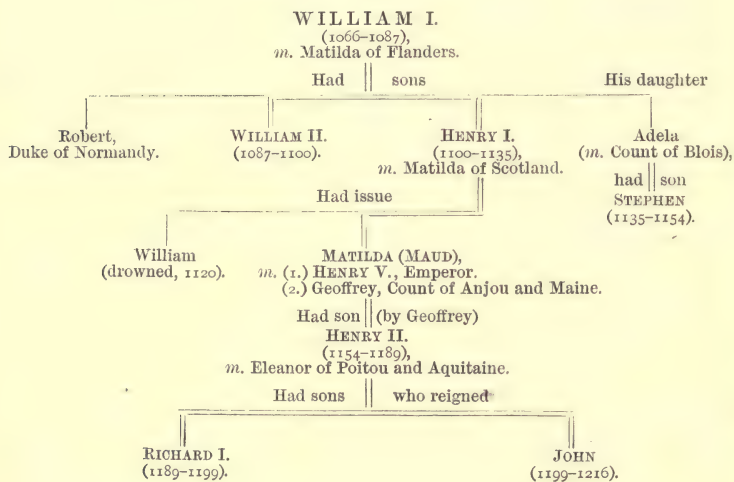 WILLIAM I.
(1066–1087),
m. Matilda of Flanders.
Had sons His daughter
Robert, WILLIAM II. HENRY I. Adela
Duke of Normandy. (1087–1100). (1100–1135), (m. Count of Blois),
m. Matilda of Scotland. had son
Had issue STEPHEN
(1135–1154).
William MATILDA (MAUD),
(drowned, 1120). m. (1.) HENRY V., Emperor.
(2.) Geoffrey, Count of Anjou and Maine.
Had son (by Geoffrey)
HENRY II.
(1154–1189),
m. Eleanor of Poitou and Aquitaine.
Had sons who reigned
RICHARD I. JOHN
(1189–1199). (1199–1216).